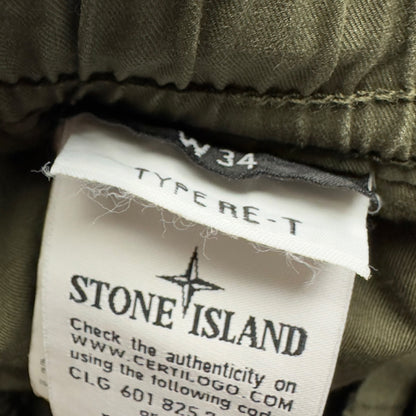 W 34
TYPE RE-T
STONE ISLAND
Check the authenticity on
WWW.CERTILOGO.COM
using the following code
CLG 601 825